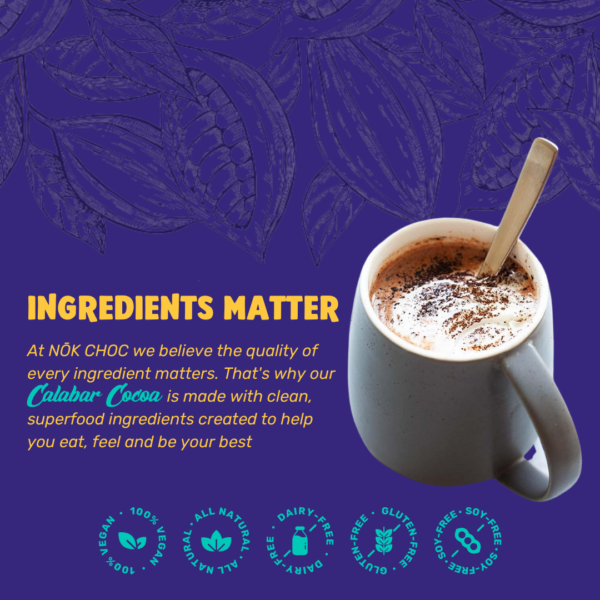 INGREDIENTS MATTER
At NŌK CHOC we believe the quality of
every ingredient matters. That's why our
Calabar Cocoa is made with clean,
superfood ingredients created to help
you eat, feel and be your best
100% VEGAN • 100% VEGAN •
ALL NATURAL • ALL NATURAL •
DAIRY-FREE • DAIRY-FREE •
GLUTEN-FREE • GLUTEN-FREE •
SOY-FREE • SOY-FREE • SOY-FREE •